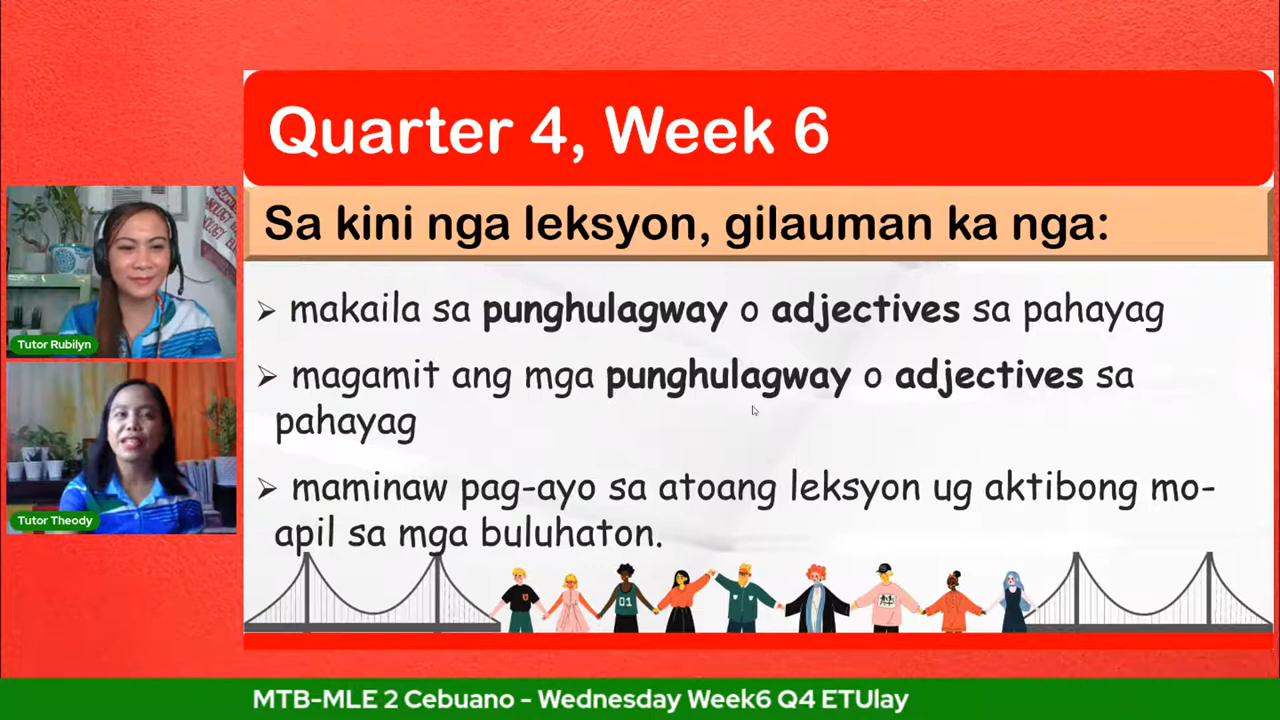 Quarter 4, Week 6
Sa kini nga leksyon, gilauman ka nga:
➢ makaila sa punghulagway o adjectives sa pahayag
➢ magamit ang mga punghulagway o adjectives sa
pahayag
➢ maminaw pag-ayo sa atoang leksyon ug aktibong mo-
apil sa mga buluhaton.
Tutor Rubilyn
Tutor Theody
01
MTB-MLE 2 Cebuano - Wednesday Week6 Q4 ETUlay